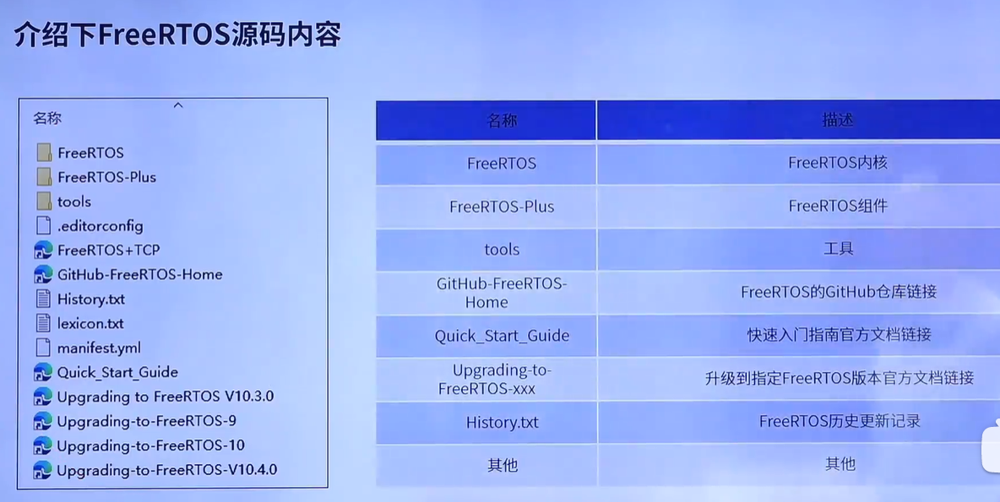 介绍下FreeRTOS源码内容
名称
FreeRTOS
FreeRTOS-Plus
tools
.editorconfig
FreeRTOS+TCP
GitHub-FreeRTOS-Home
History.txt
lexicon.txt
manifest.yml
Quick_Start_Guide
Upgrading to FreeRTOS V10.3.0
Upgrading-to-FreeRTOS-9
Upgrading-to-FreeRTOS-10
Upgrading-to-FreeRTOS-V10.4.0
名称 描述
FreeRTOS FreeRTOS内核
FreeRTOS-Plus FreeRTOS组件
tools 工具
GitHub-FreeRTOS-
Home FreeRTOS的GitHub仓库链接
Quick_Start_Guide 快速入门指南官方文档链接
Upgrading-to-
FreeRTOS-xxx 升级到指定FreeRTOS版本官方文档链接
History.txt FreeRTOS历史更新记录
其他 其他